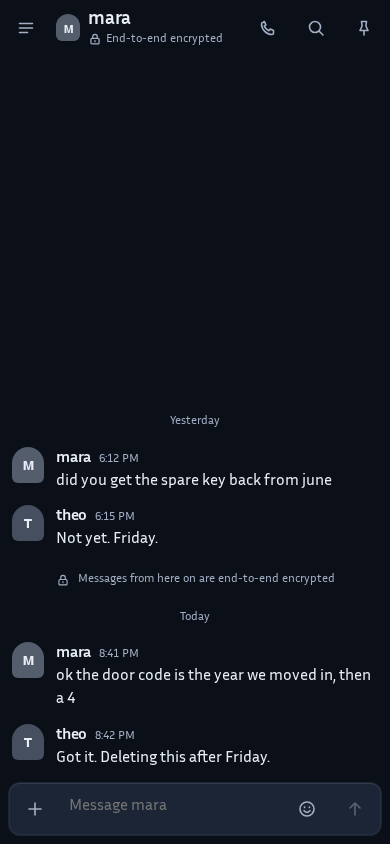 M
mara
End-to-end encrypted
Yesterday
M
mara 6:12 PM
did you get the spare key back from june
T
theo 6:15 PM
Not yet. Friday.
Messages from here on are end-to-end encrypted
Today
M
mara 8:41 PM
ok the door code is the year we moved in, then
a 4
T
theo 8:42 PM
Got it. Deleting this after Friday.
Message mara